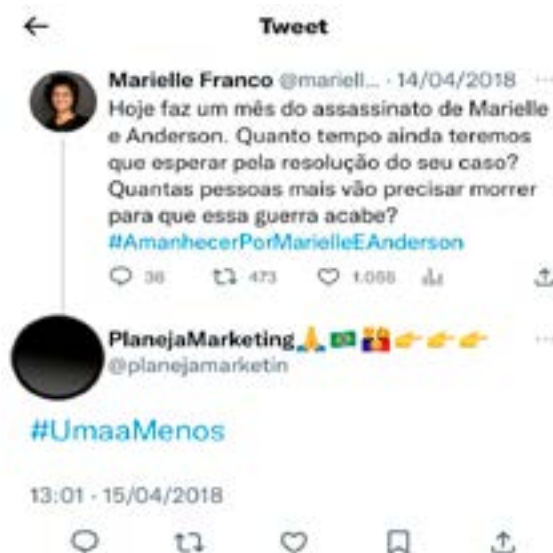 Tweet
Marielle Franco @mariell... · 14/04/2018
Hoje faz um mês do assassinato de Marielle
e Anderson. Quanto tempo ainda teremos
que esperar pela resolução do seu caso?
Quantas pessoas mais vão precisar morrer
para que essa guerra acabe?
#AmanhecerPorMarielleEAnderson
36 473 1.056
PlanejaMarketing
@planejamarketin
#UmaaMenos
13:01 · 15/04/2018